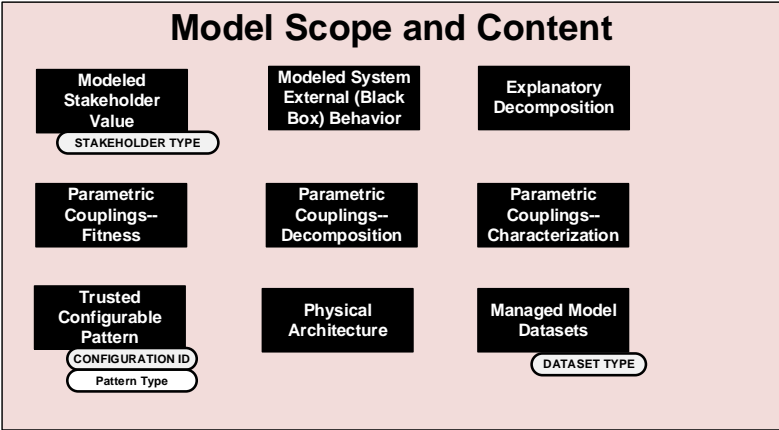 Model Scope and Content
Modeled
Stakeholder
Value
STAKEHOLDER TYPE
Modeled System
External (Black
Box) Behavior
Explanatory
Decomposition
Parametric
Couplings--
Fitness
Parametric
Couplings--
Decomposition
Parametric
Couplings--
Characterization
Trusted
Configurable
Pattern
CONFIGURATION ID
Pattern Type
Physical
Architecture
Managed Model
Datasets
DATASET TYPE